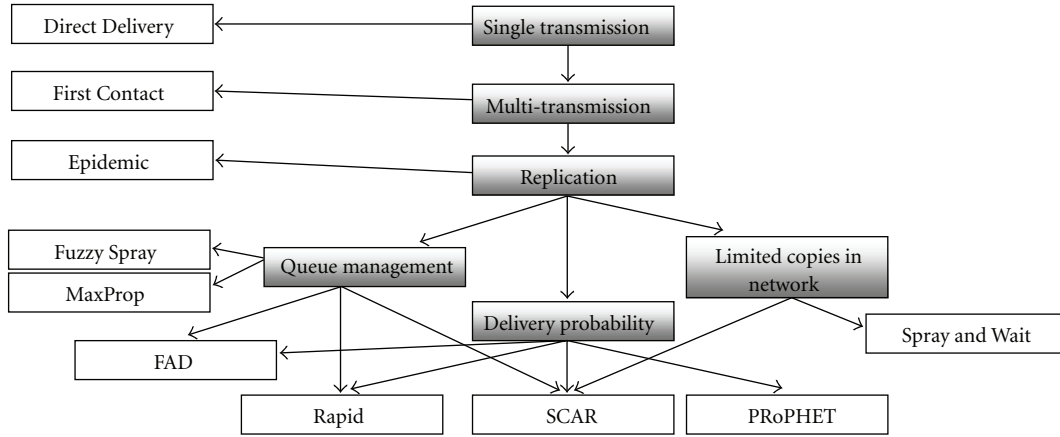 Direct Delivery
Single transmission
First Contact
Multi-transmission
Epidemic
Replication
Fuzzy Spray
MaxProp
Queue management
Limited copies in
network
Delivery probability
Spray and Wait
FAD
Rapid
SCAR
PRoPHET